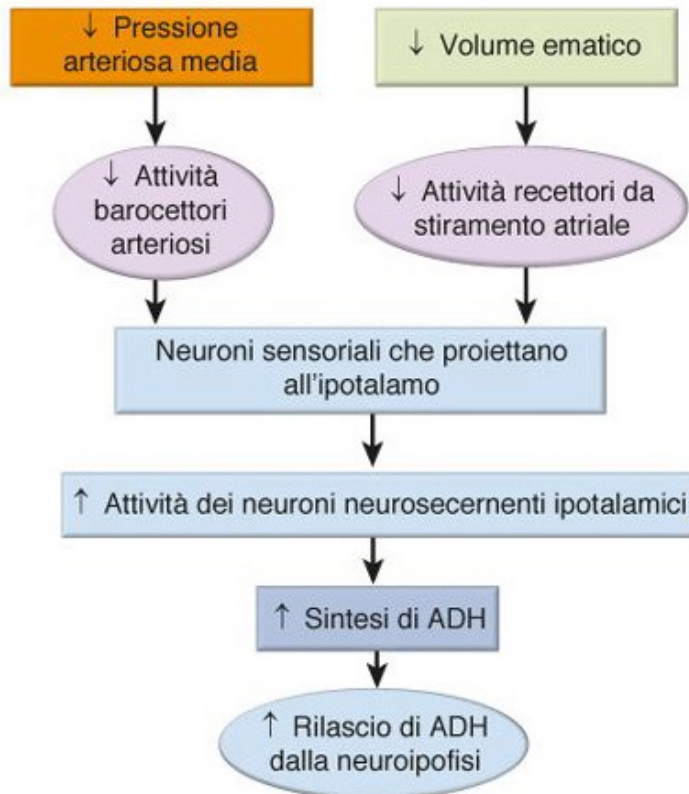 ↓ Pressione
arteriosa media
↓ Volume ematico
↓ Attività
barocettori
arteriosi
↓ Attività recettori da
stiramento atriale
Neuroni sensoriali che proiettano
all'ipotalamo
↑ Attività dei neuroni neurosecernenti ipotalamici
↑ Sintesi di ADH
↑ Rilascio di ADH
dalla neuroipofisi